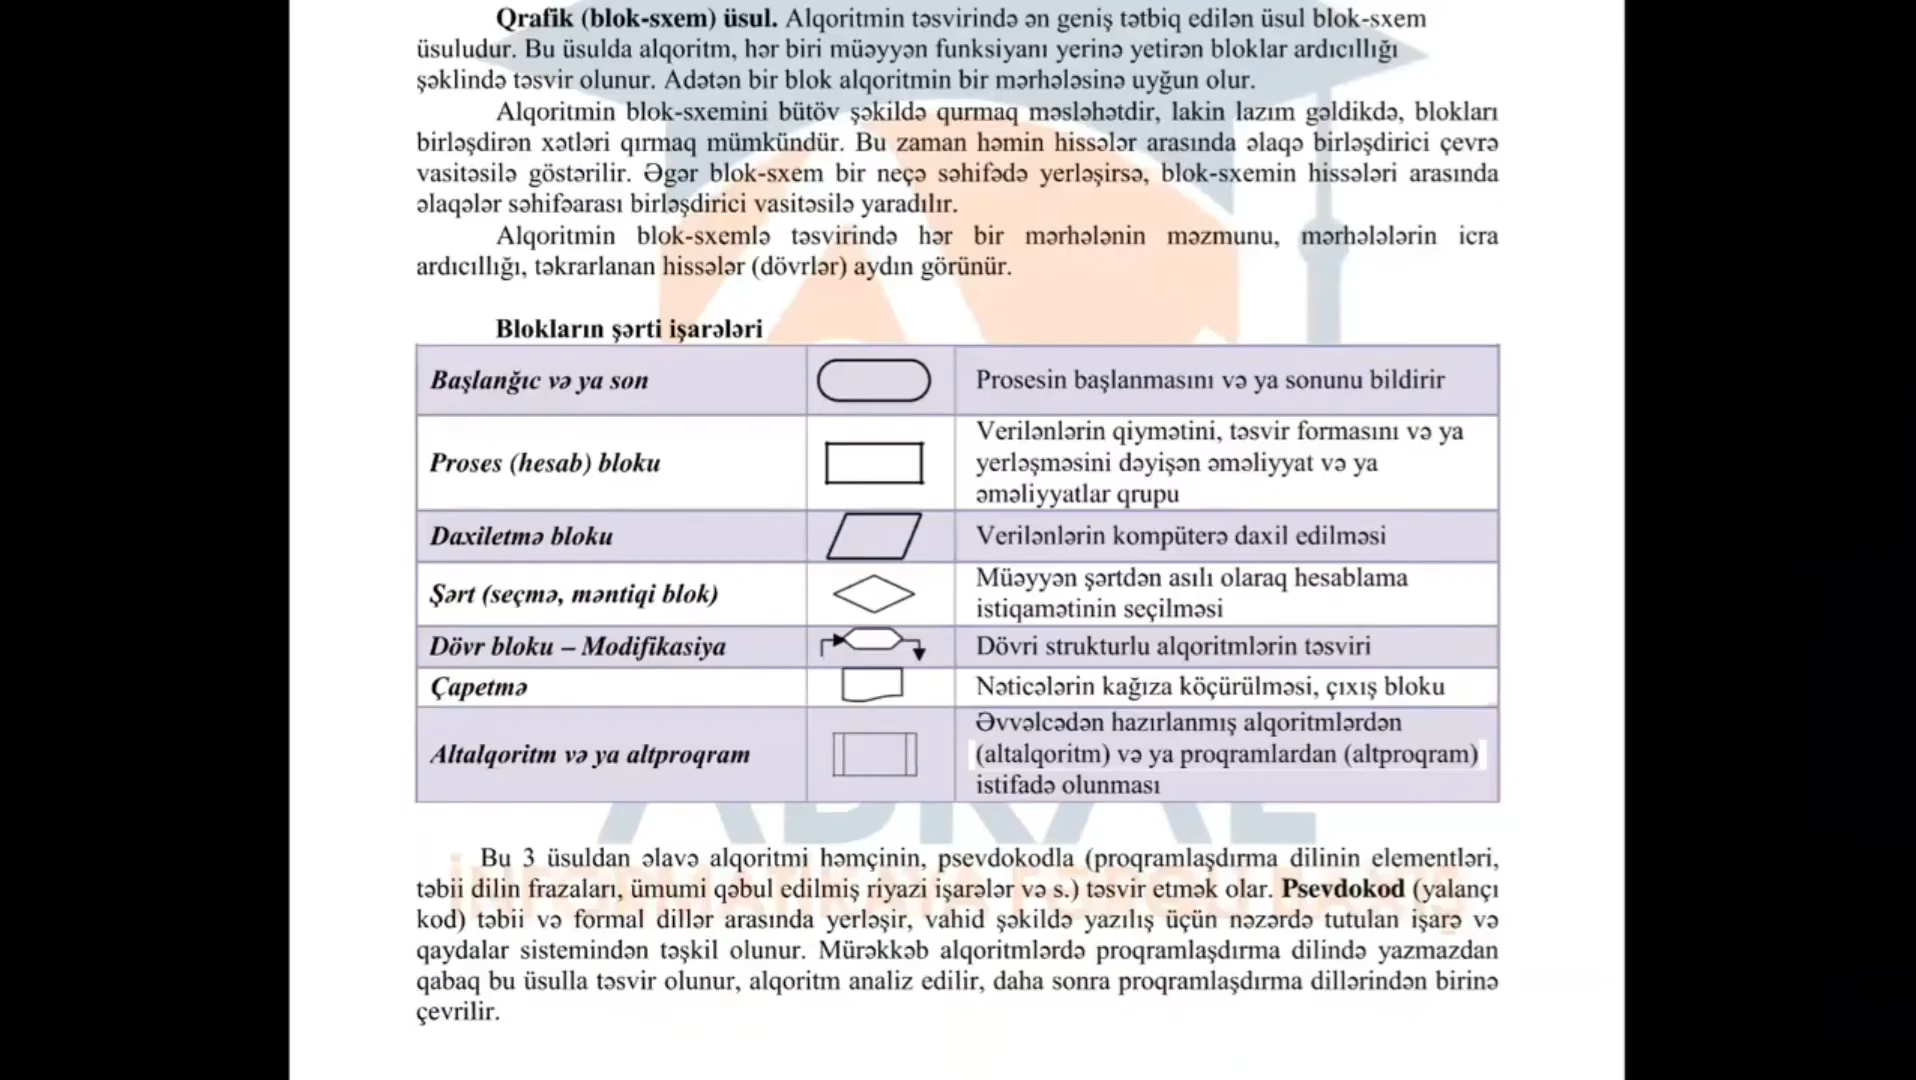 Qrafik (blok-sxem) üsul. Alqoritmin təsvirində ən geniş tətbiq edilən üsul blok-sxem
üsuludur. Bu üsulda alqoritm, hər biri müəyyən funksiyanı yerinə yetirən bloklar ardıcıllığı
şəklində təsvir olunur. Adətən bir blok alqoritmin bir mərhələsinə uyğun olur.
Alqoritmin blok-sxemini bütöv şəkildə qurmaq məsləhətdir, lakin lazım gəldikdə, blokları
birləşdirən xətləri qırmaq mümkündür. Bu zaman həmin hissələr arasında əlaqə birləşdirici çevrə
vasitəsilə göstərilir. Əgər blok-sxem bir neçə səhifədə yerləşirsə, blok-sxemin hissələri arasında
əlaqələr səhifəarası birləşdirici vasitəsilə yaradılır.
Alqoritmin blok-sxemlə təsvirində hər bir mərhələnin məzmunu, mərhələlərin icra
ardıcıllığı, təkrarlanan hissələr (dövrlər) aydın görünür.
Blokların şərti işarələri
Başlanğıc və ya son
Prosesin başlanmasını və ya sonunu bildirir
Proses (hesab) bloku
Verilənlərin qiymətini, təsvir formasını və ya
yerləşməsini dəyişən əməliyyat və ya
əməliyyatlar qrupu
Daxiletmə bloku
Verilənlərin kompüterə daxil edilməsi
Şərt (seçmə, məntiqi blok)
Müəyyən şərtdən asılı olaraq hesablama
istiqamətinin seçilməsi
Dövr bloku – Modifikasiya
Dövri strukturlu alqoritmlərin təsviri
Çapetmə
Nəticələrin kağıza köçürülməsi, çıxış bloku
Altalqoritm və ya altproqram
Əvvəlcədən hazırlanmış alqoritmlərdən
(altalqoritm) və ya proqramlardan (altproqram)
istifadə olunması
Bu 3 üsuldan əlavə alqoritmi həmçinin, psevdokodla (proqramlaşdırma dilinin elementləri,
təbii dilin frazaları, ümumi qəbul edilmiş riyazi işarələr və s.) təsvir etmək olar. Psevdokod (yalançı
kod) təbii və formal dillər arasında yerləşir, vahid şəkildə yazılış üçün nəzərdə tutulan işarə və
qaydalar sistemindən təşkil olunur. Mürəkkəb alqoritmlərdə proqramlaşdırma dilində yazmazdan
qabaq bu üsulla təsvir olunur, alqoritm analiz edilir, daha sonra proqramlaşdırma dillərindən birinə
çevrilir.